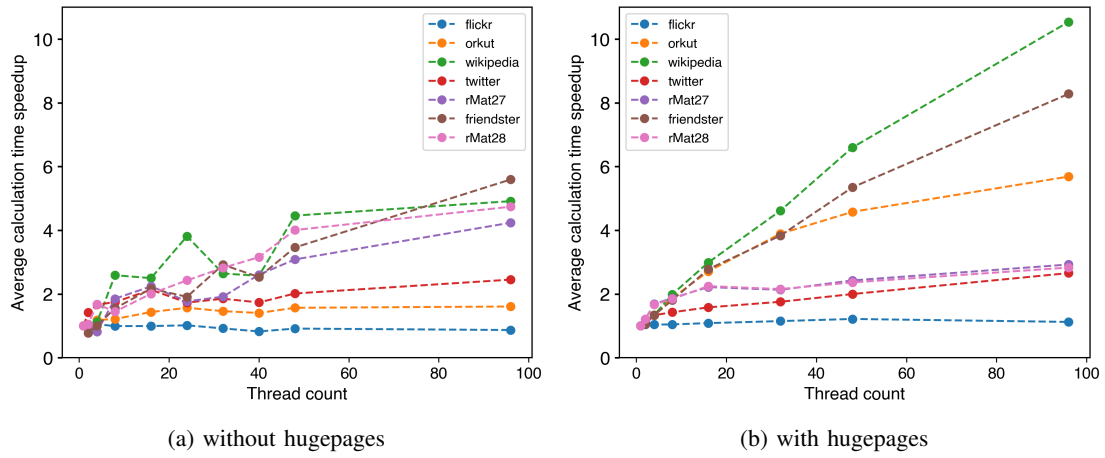 Average calculation time speedup
10
8
6
4
2
0
0 20 40 60 80 100
Thread count
flickr
orkut
wikipedia
twitter
rMat27
friendster
rMat28
(a) without hugepages
Average calculation time speedup
10
8
6
4
2
0
0 20 40 60 80 100
Thread count
flickr
orkut
wikipedia
twitter
rMat27
friendster
rMat28
(b) with hugepages